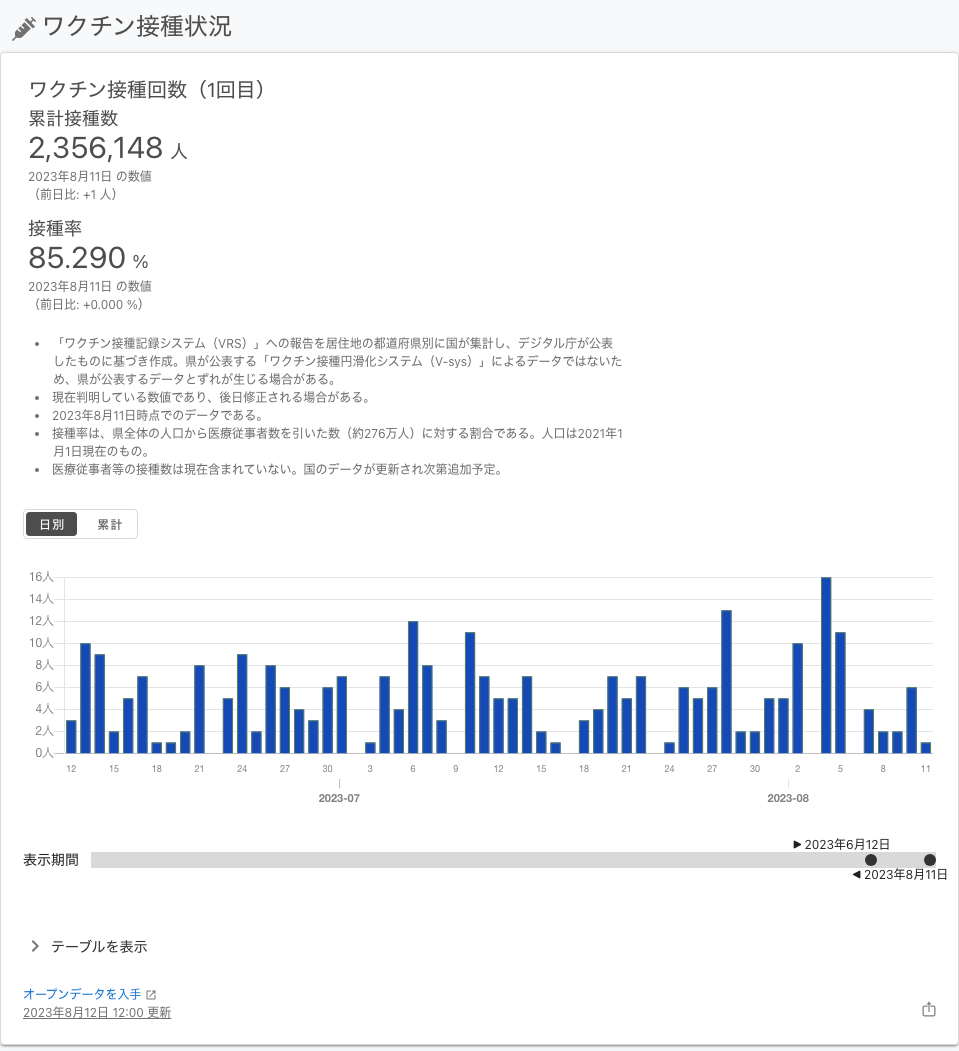 ワクチン接種状況
ワクチン接種回数（1回目）
累計接種数
2,356,148 人
2023年8月11日 の数値
（前日比: +1 人）
接種率
85.290 %
2023年8月11日 の数値
（前日比: +0.000 %）
• 「ワクチン接種記録システム（VRS）」への報告を居住地の都道府県別に国が集計し、デジタル庁が公表
したものに基づき作成。県が公表する「ワクチン接種円滑化システム（V-sys）」によるデータではないた
め、県が公表するデータとずれが生じる場合がある。
• 現在判明している数値であり、後日修正される場合がある。
• 2023年8月11日時点でのデータである。
• 接種率は、県全体の人口から医療従事者数を引いた数（約276万人）に対する割合である。人口は2021年1
月1日現在のもの。
• 医療従事者等の接種数は現在含まれていない。国のデータが更新され次第追加予定。
日別 累計
16人
14人
12人
10人
8人
6人
4人
2人
0人
12 15 18 21 24 27 30 3 6 9 12 15 18 21 24 27 30 2 5 8 11
2023-07 2023-08
▶ 2023年6月12日
表示期間
◀ 2023年8月11日
テーブルを表示
オープンデータを入手
2023年8月12日 12:00 更新